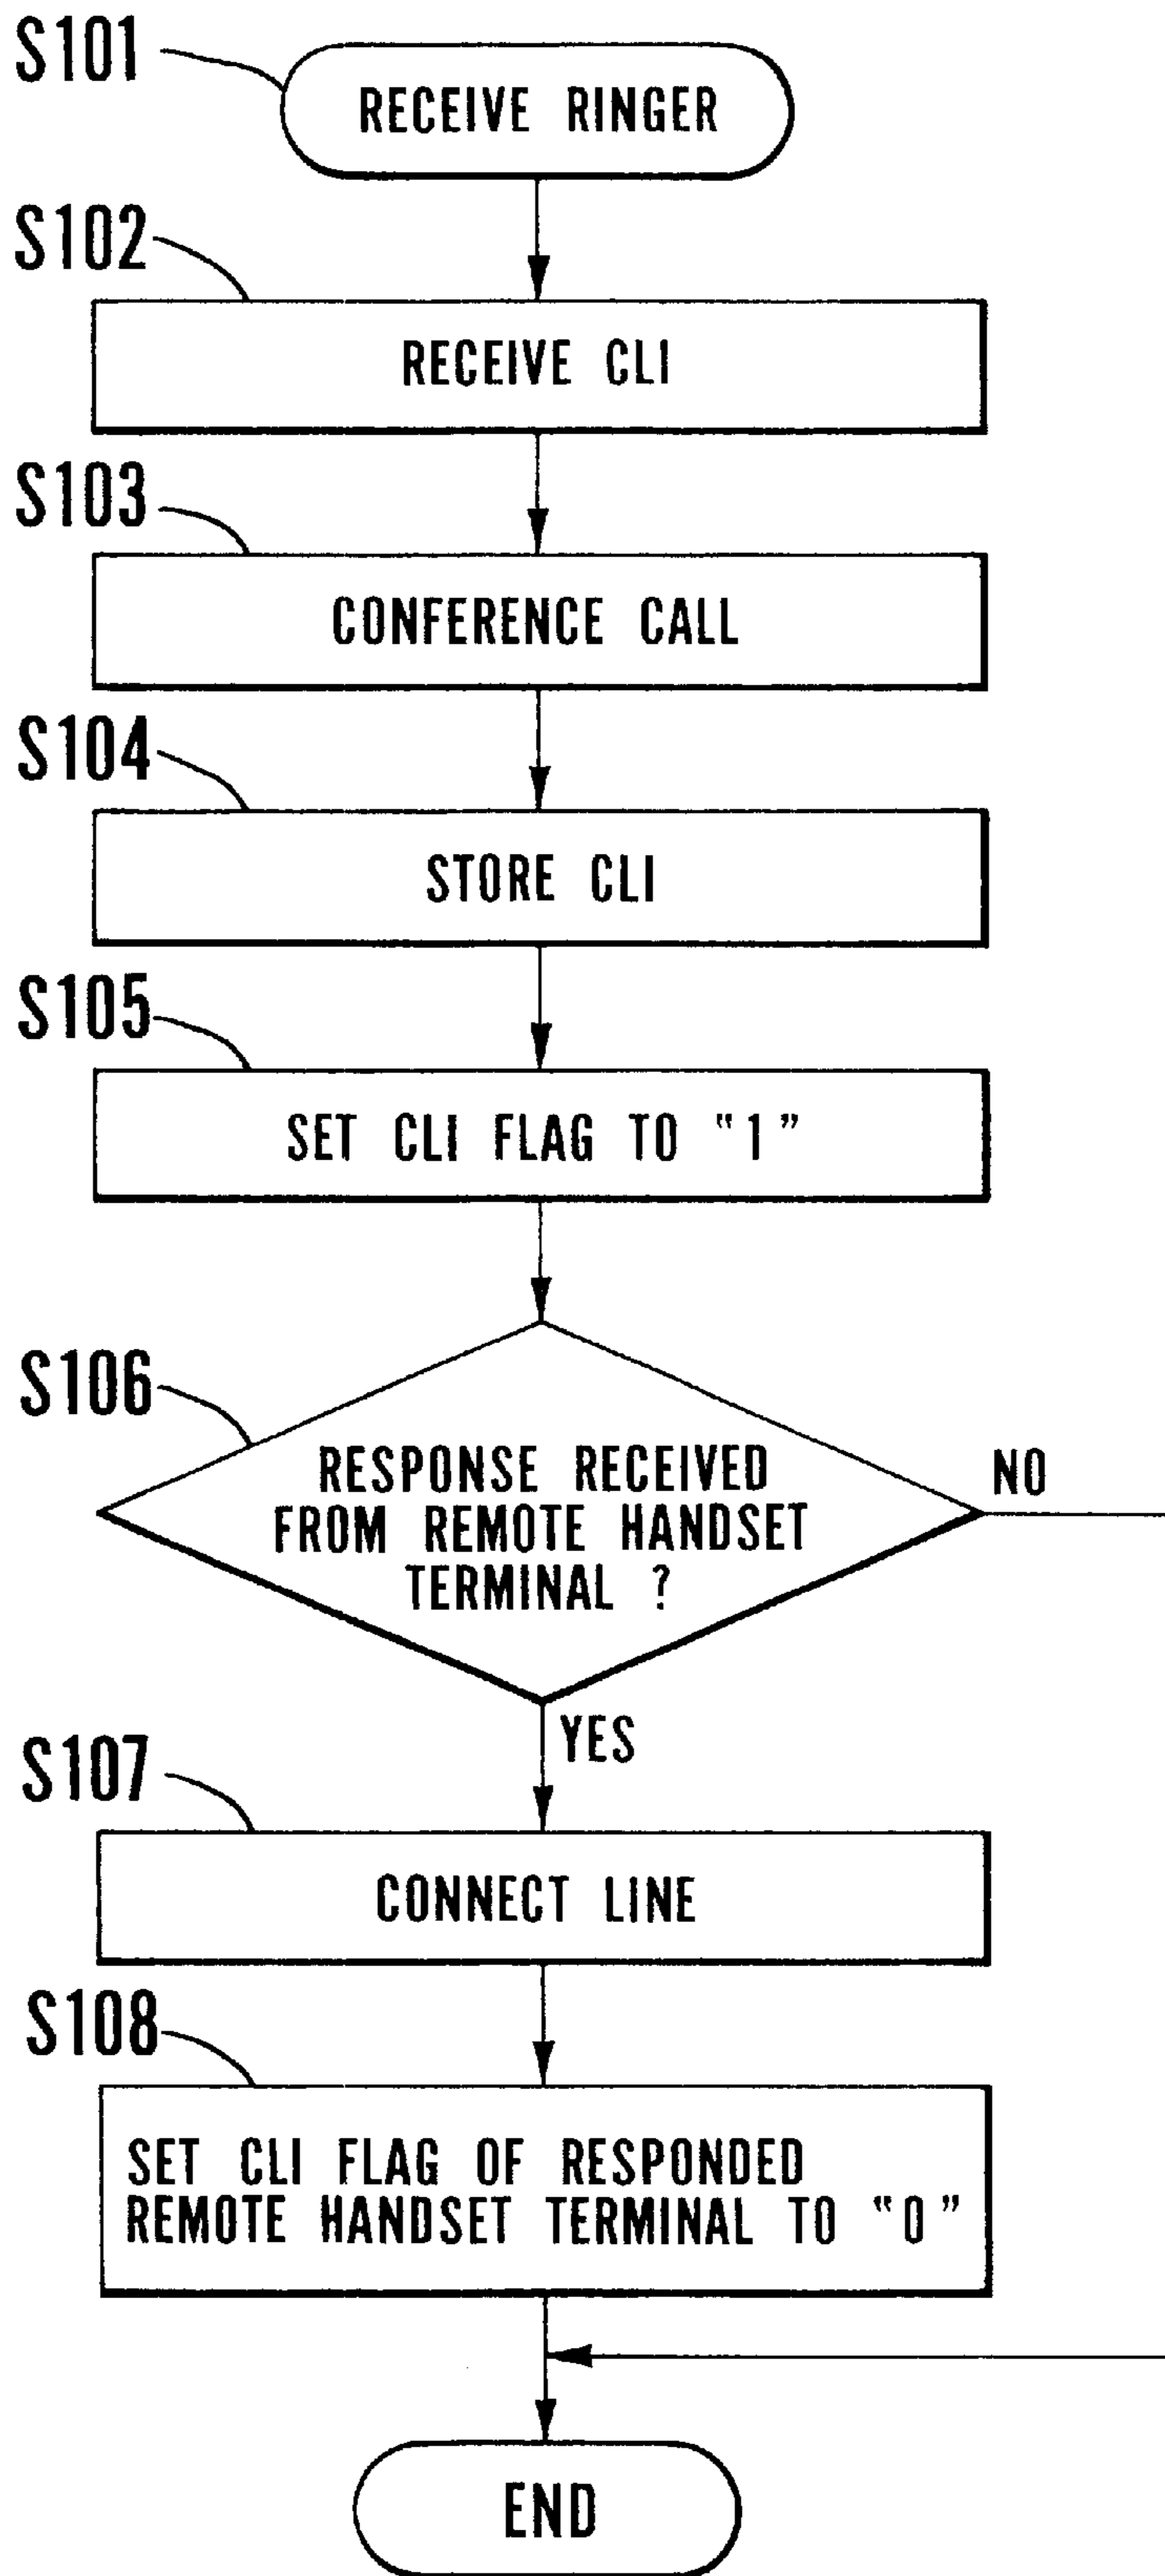 S101
RECEIVE RINGER
S102
RECEIVE CLI
S103
CONFERENCE CALL
S104
STORE CLI
S105
SET CLI FLAG TO "1"
S106
RESPONSE RECEIVED
FROM REMOTE HANDSET
TERMINAL ?
NO
YES
S107
CONNECT LINE
S108
SET CLI FLAG OF RESPONDED
REMOTE HANDSET TERMINAL TO "0"
END